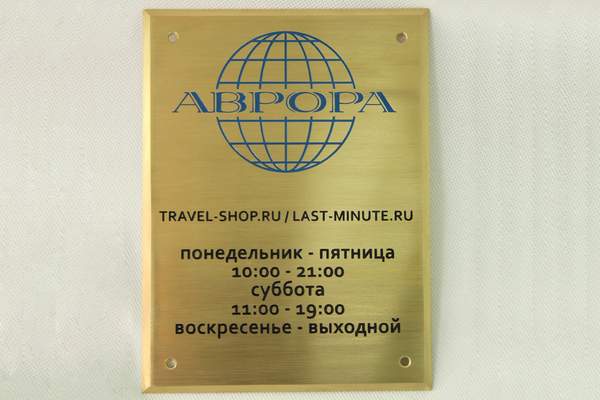 АВРОРА
TRAVEL-SHOP.RU / LAST-MINUTE.RU
понедельник - пятница
10:00 - 21:00
суббота
11:00 - 19:00
воскресенье - выходной